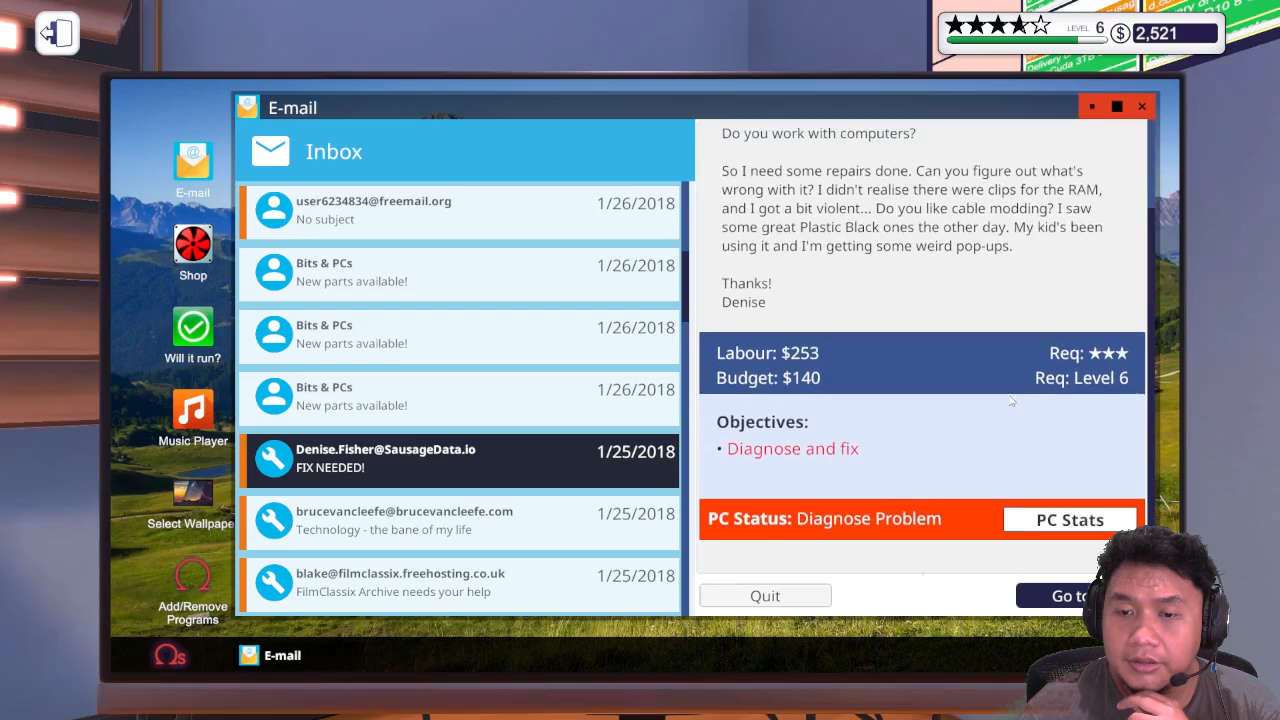 LEVEL 6
$ 2,521
Delivery of
Cuda 3TB
E-mail
Inbox
Do you work with computers?
So I need some repairs done. Can you figure out what's
wrong with it? I didn't realise there were clips for the RAM,
and I got a bit violent... Do you like cable modding? I saw
some great Plastic Black ones the other day. My kid's been
using it and I'm getting some weird pop-ups.
Thanks!
Denise
E-mail
Shop
Will it run?
Music Player
Select Wallpape
Add/Remove
Programs
user6234834@freemail.org
1/26/2018
No subject
Bits & PCs
1/26/2018
New parts available!
Bits & PCs
1/26/2018
New parts available!
Bits & PCs
1/26/2018
New parts available!
Denise.Fisher@SausageData.io
1/25/2018
FIX NEEDED!
brucevancleefe@brucevancleefe.com
1/25/2018
Technology - the bane of my life
blake@filmclassix.freehosting.co.uk
1/25/2018
FilmClassix Archive needs your help
Labour: $253
Req: ★★★
Budget: $140
Req: Level 6
Objectives:
• Diagnose and fix
PC Status: Diagnose Problem
PC Stats
Quit
Go to
Ωs
E-mail